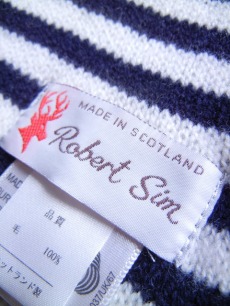 MADE IN SCOTLAND
Robert Sim
品質
毛 100%